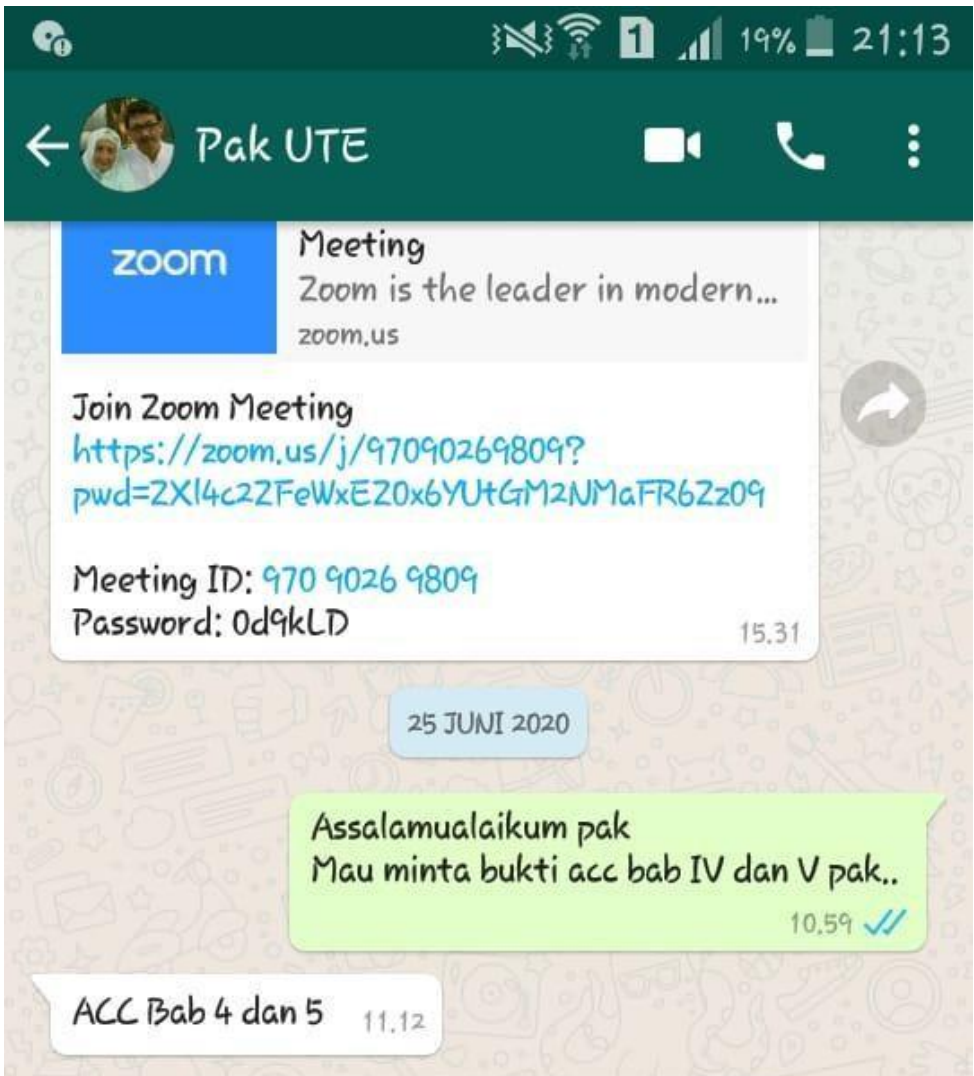 1 19% 21:13
Pak UTE
zoom
Meeting
Zoom is the leader in modern...
zoom.us
Join Zoom Meeting
https://zoom.us/j/97090269809?
pwd=ZXl4c2ZFeWxEZ0x6YUtGM2NMaFR6Zz09
Meeting ID: 970 9026 9809
Password: 0d9kLD
15.31
25 JUNI 2020
Assalamualaikum pak
Mau minta bukti acc bab IV dan V pak..
10.59
ACC Bab 4 dan 5 11.12